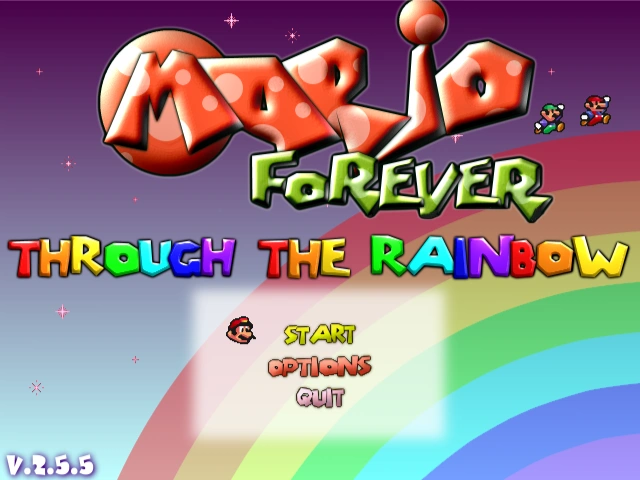 MARIO
FOREVER
THROUGH THE RAINBOW
START
OPTIONS
QUIT
V.2.5.5